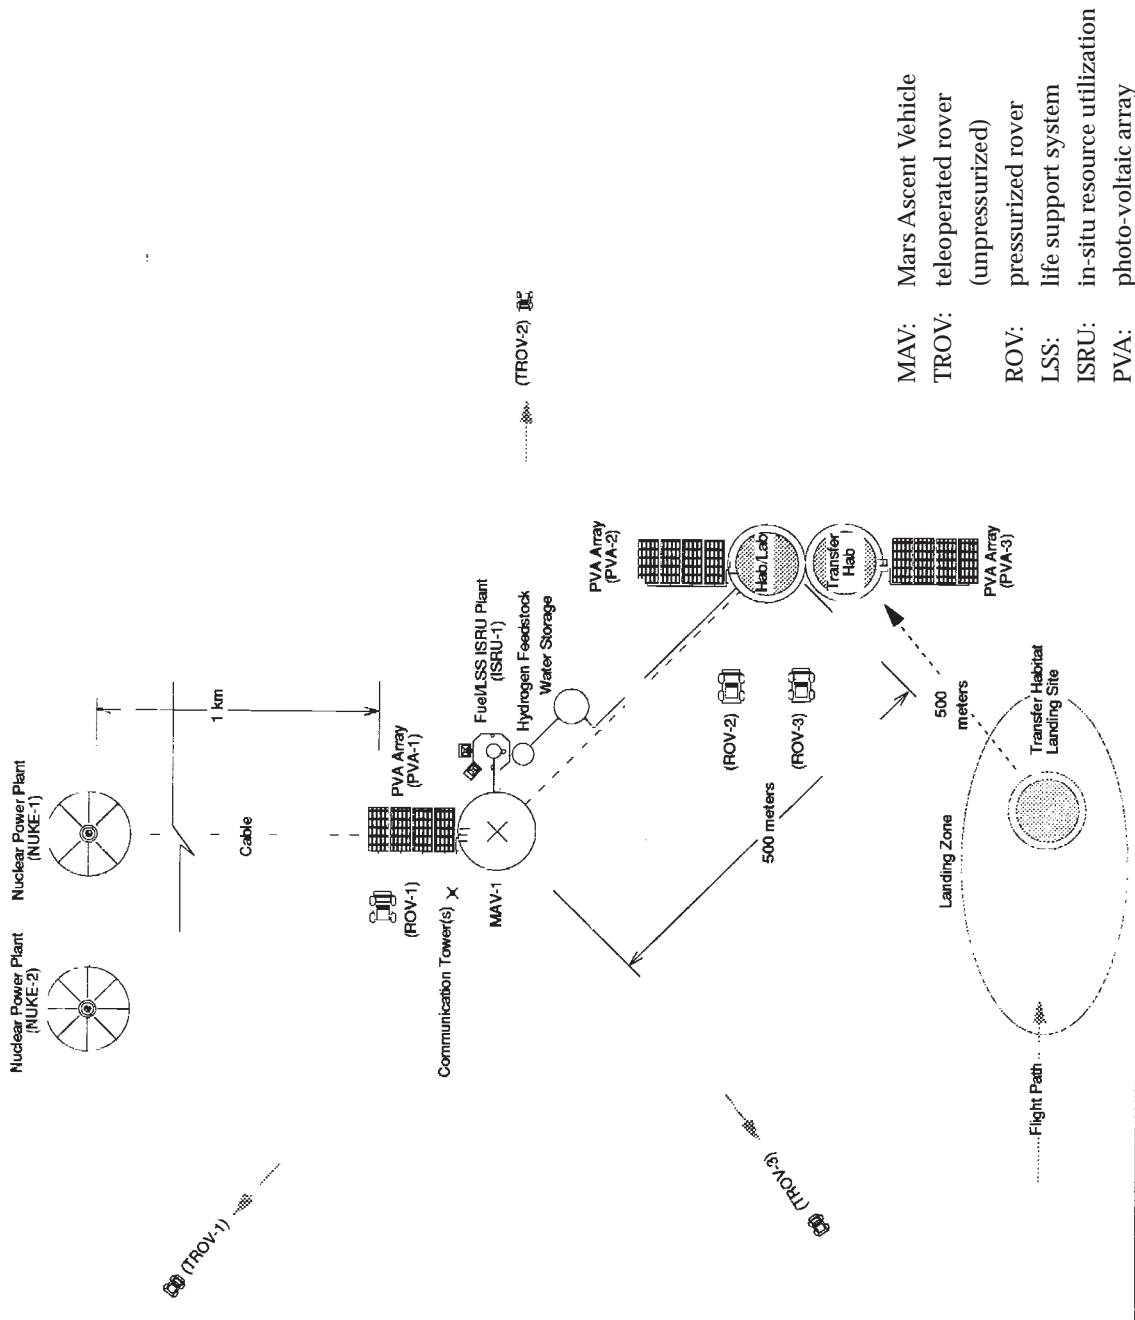 Nuclear Power Plant
(NUKE-2)
Nuclear Power Plant
(NUKE-1)
(TROV-1)
1 km
Cable
PVA Array
(PVA-1)
(ROV-1)
Communication Tower(s)
Fuel/LSS ISRU Plant
(ISRU-1)
MAV-1
Hydrogen Feedstock
Water Storage
(TROV-2)
PVA Array
(PVA-2)
(ROV-2)
Hab/Lab
500 meters
(TROV-3)
(ROV-3)
Transfer
Hab
Landing Zone
500
meters
PVA Array
(PVA-3)
Flight Path
Transfer Habitat
Landing Site
MAV: Mars Ascent Vehicle
TROV: teleoperated rover
(unpressurized)
ROV: pressurized rover
LSS: life support system
ISRU: in-situ resource utilization
PVA: photo-voltaic array